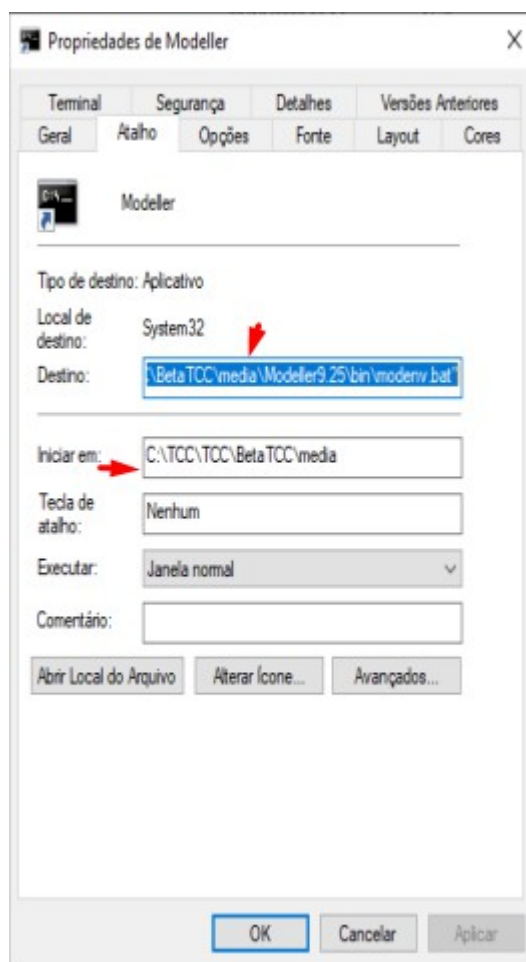 Propriedades de Modeller
Terminal Segurança Detalhes Versões Anteriores
Geral Atalho Opções Fonte Layout Cores
Modeller
Tipo de destino: Aplicativo
Local de destino: System32
Destino: :\BetaTCC\media\Modeller9.25\bin\modenv.bat"
Iniciar em: C:\TCC\TCC\BetaTCC\media
Tecla de atalho: Nenhum
Executar: Janela normal
Comentário:
Abrir Local do Arquivo Alterar Ícone... Avançados...
OK Cancelar Aplicar